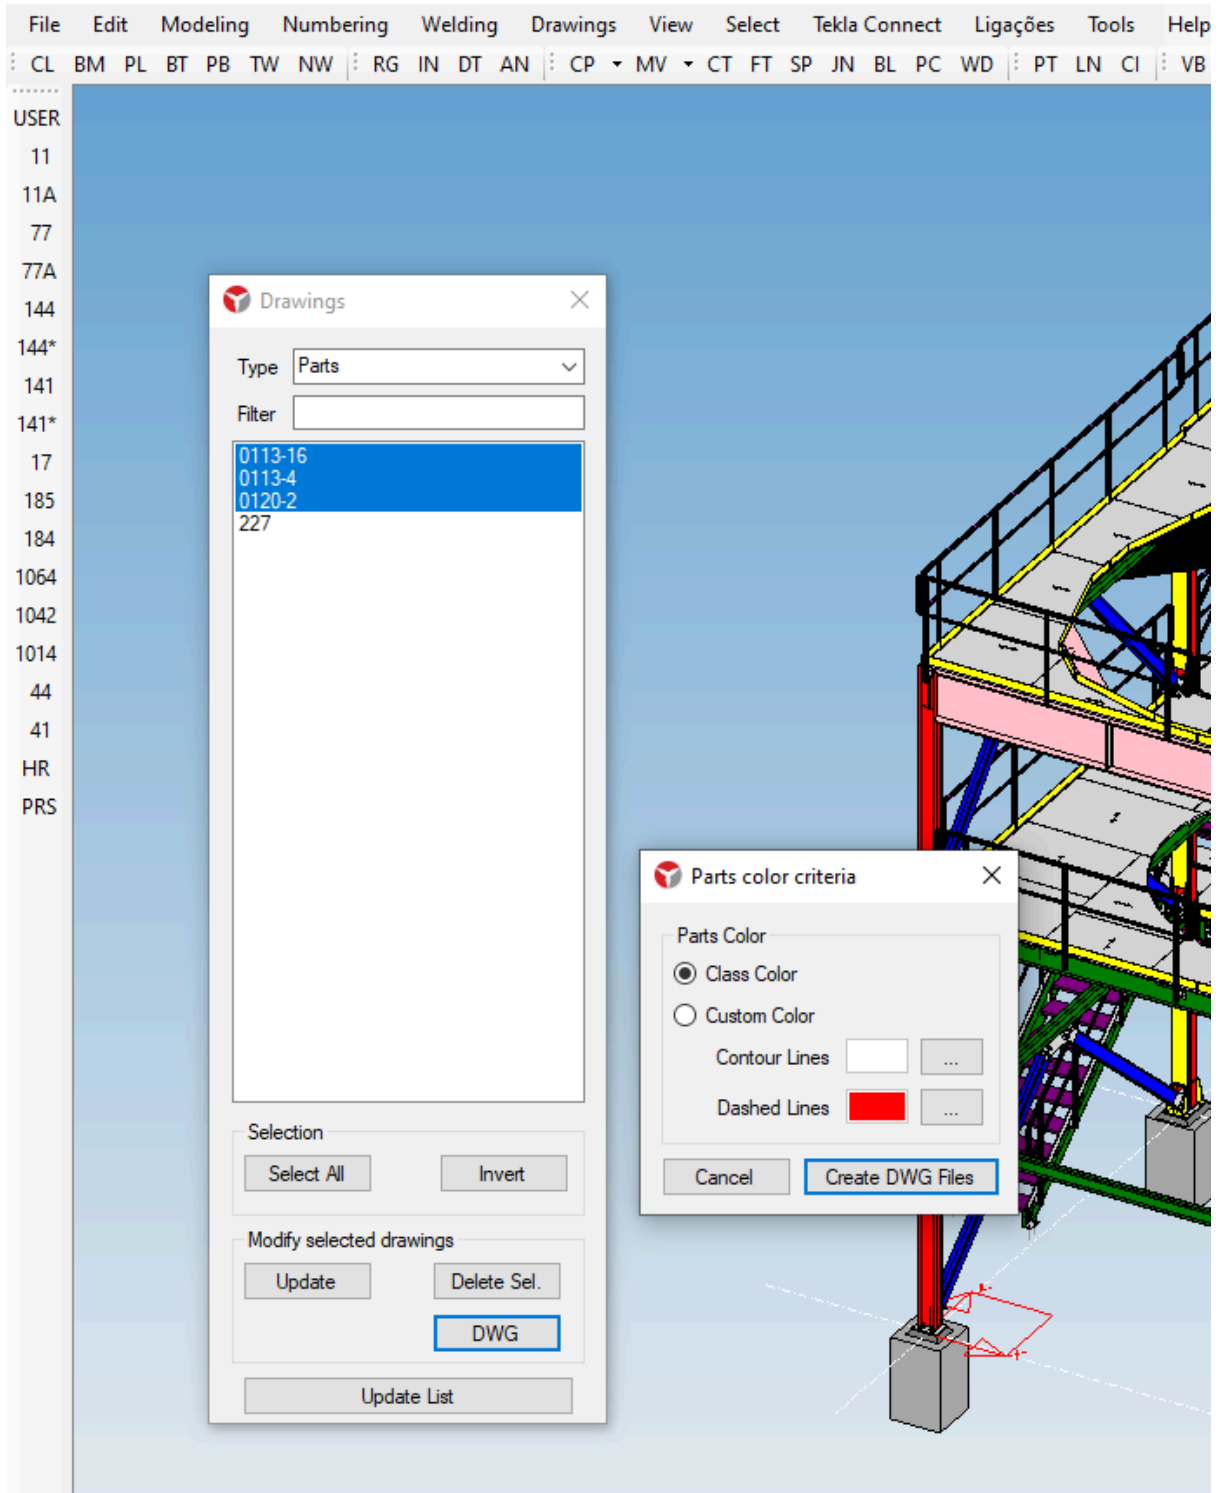 File Edit Modeling Numbering Welding Drawings View Select Tekla Connect Ligações Tools Help
CL BM PL BT PB TW NW RG IN DT AN CP MV CT FT SP JN BL PC WD PT LN CI VB
USER
11
11A
77
77A
144
144*
141
141*
17
185
184
1064
1042
1014
44
41
HR
PRS
Drawings
Type Parts
Filter
0113-16
0113-4
0120-2
227
Selection
Select All Invert
Modify selected drawings
Update Delete Sel.
DWG
Update List
Parts color criteria
Parts Color
Class Color
Custom Color
Contour Lines ...
Dashed Lines ...
Cancel Create DWG Files